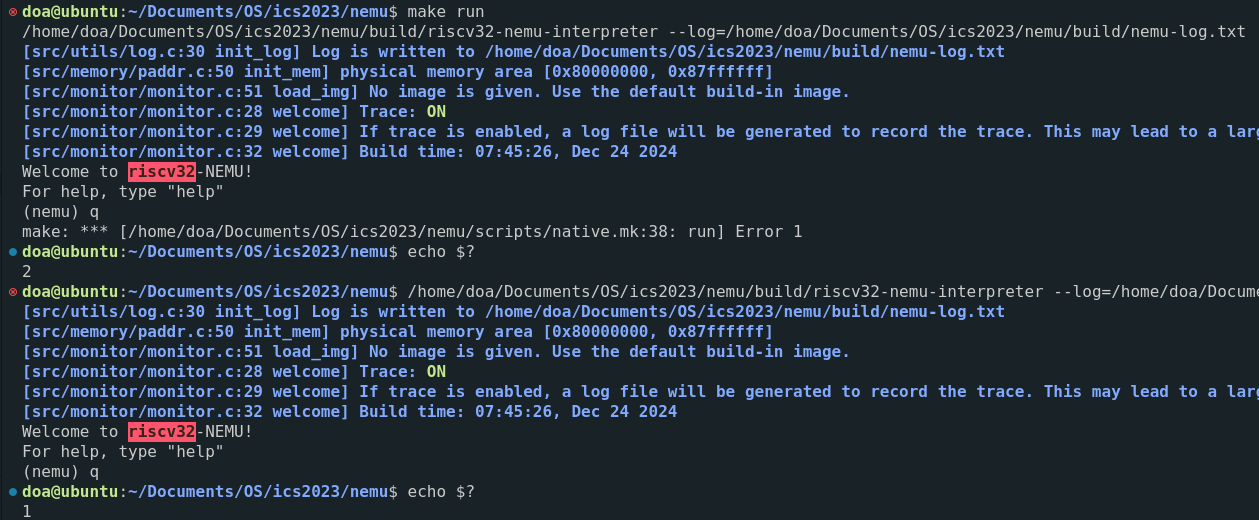 doa@ubuntu:~/Documents/OS/ics2023/nemu$ make run
/home/doa/Documents/OS/ics2023/nemu/build/riscv32-nemu-interpreter --log=/home/doa/Documents/OS/ics2023/nemu/build/nemu-log.txt
[src/utils/log.c:30 init_log] Log is written to /home/doa/Documents/OS/ics2023/nemu/build/nemu-log.txt
[src/memory/paddr.c:50 init_mem] physical memory area [0x80000000, 0x87ffffff]
[src/monitor/monitor.c:51 load_img] No image is given. Use the default build-in image.
[src/monitor/monitor.c:28 welcome] Trace: ON
[src/monitor/monitor.c:29 welcome] If trace is enabled, a log file will be generated to record the trace. This may lead to a larg
[src/monitor/monitor.c:32 welcome] Build time: 07:45:26, Dec 24 2024
Welcome to riscv32-NEMU!
For help, type "help"
(nemu) q
make: *** [/home/doa/Documents/OS/ics2023/nemu/scripts/native.mk:38: run] Error 1
doa@ubuntu:~/Documents/OS/ics2023/nemu$ echo $?
2
doa@ubuntu:~/Documents/OS/ics2023/nemu$ /home/doa/Documents/OS/ics2023/nemu/build/riscv32-nemu-interpreter --log=/home/doa/Docume
[src/utils/log.c:30 init_log] Log is written to /home/doa/Documents/OS/ics2023/nemu/build/nemu-log.txt
[src/memory/paddr.c:50 init_mem] physical memory area [0x80000000, 0x87ffffff]
[src/monitor/monitor.c:51 load_img] No image is given. Use the default build-in image.
[src/monitor/monitor.c:28 welcome] Trace: ON
[src/monitor/monitor.c:29 welcome] If trace is enabled, a log file will be generated to record the trace. This may lead to a larg
[src/monitor/monitor.c:32 welcome] Build time: 07:45:26, Dec 24 2024
Welcome to riscv32-NEMU!
For help, type "help"
(nemu) q
doa@ubuntu:~/Documents/OS/ics2023/nemu$ echo $?
1